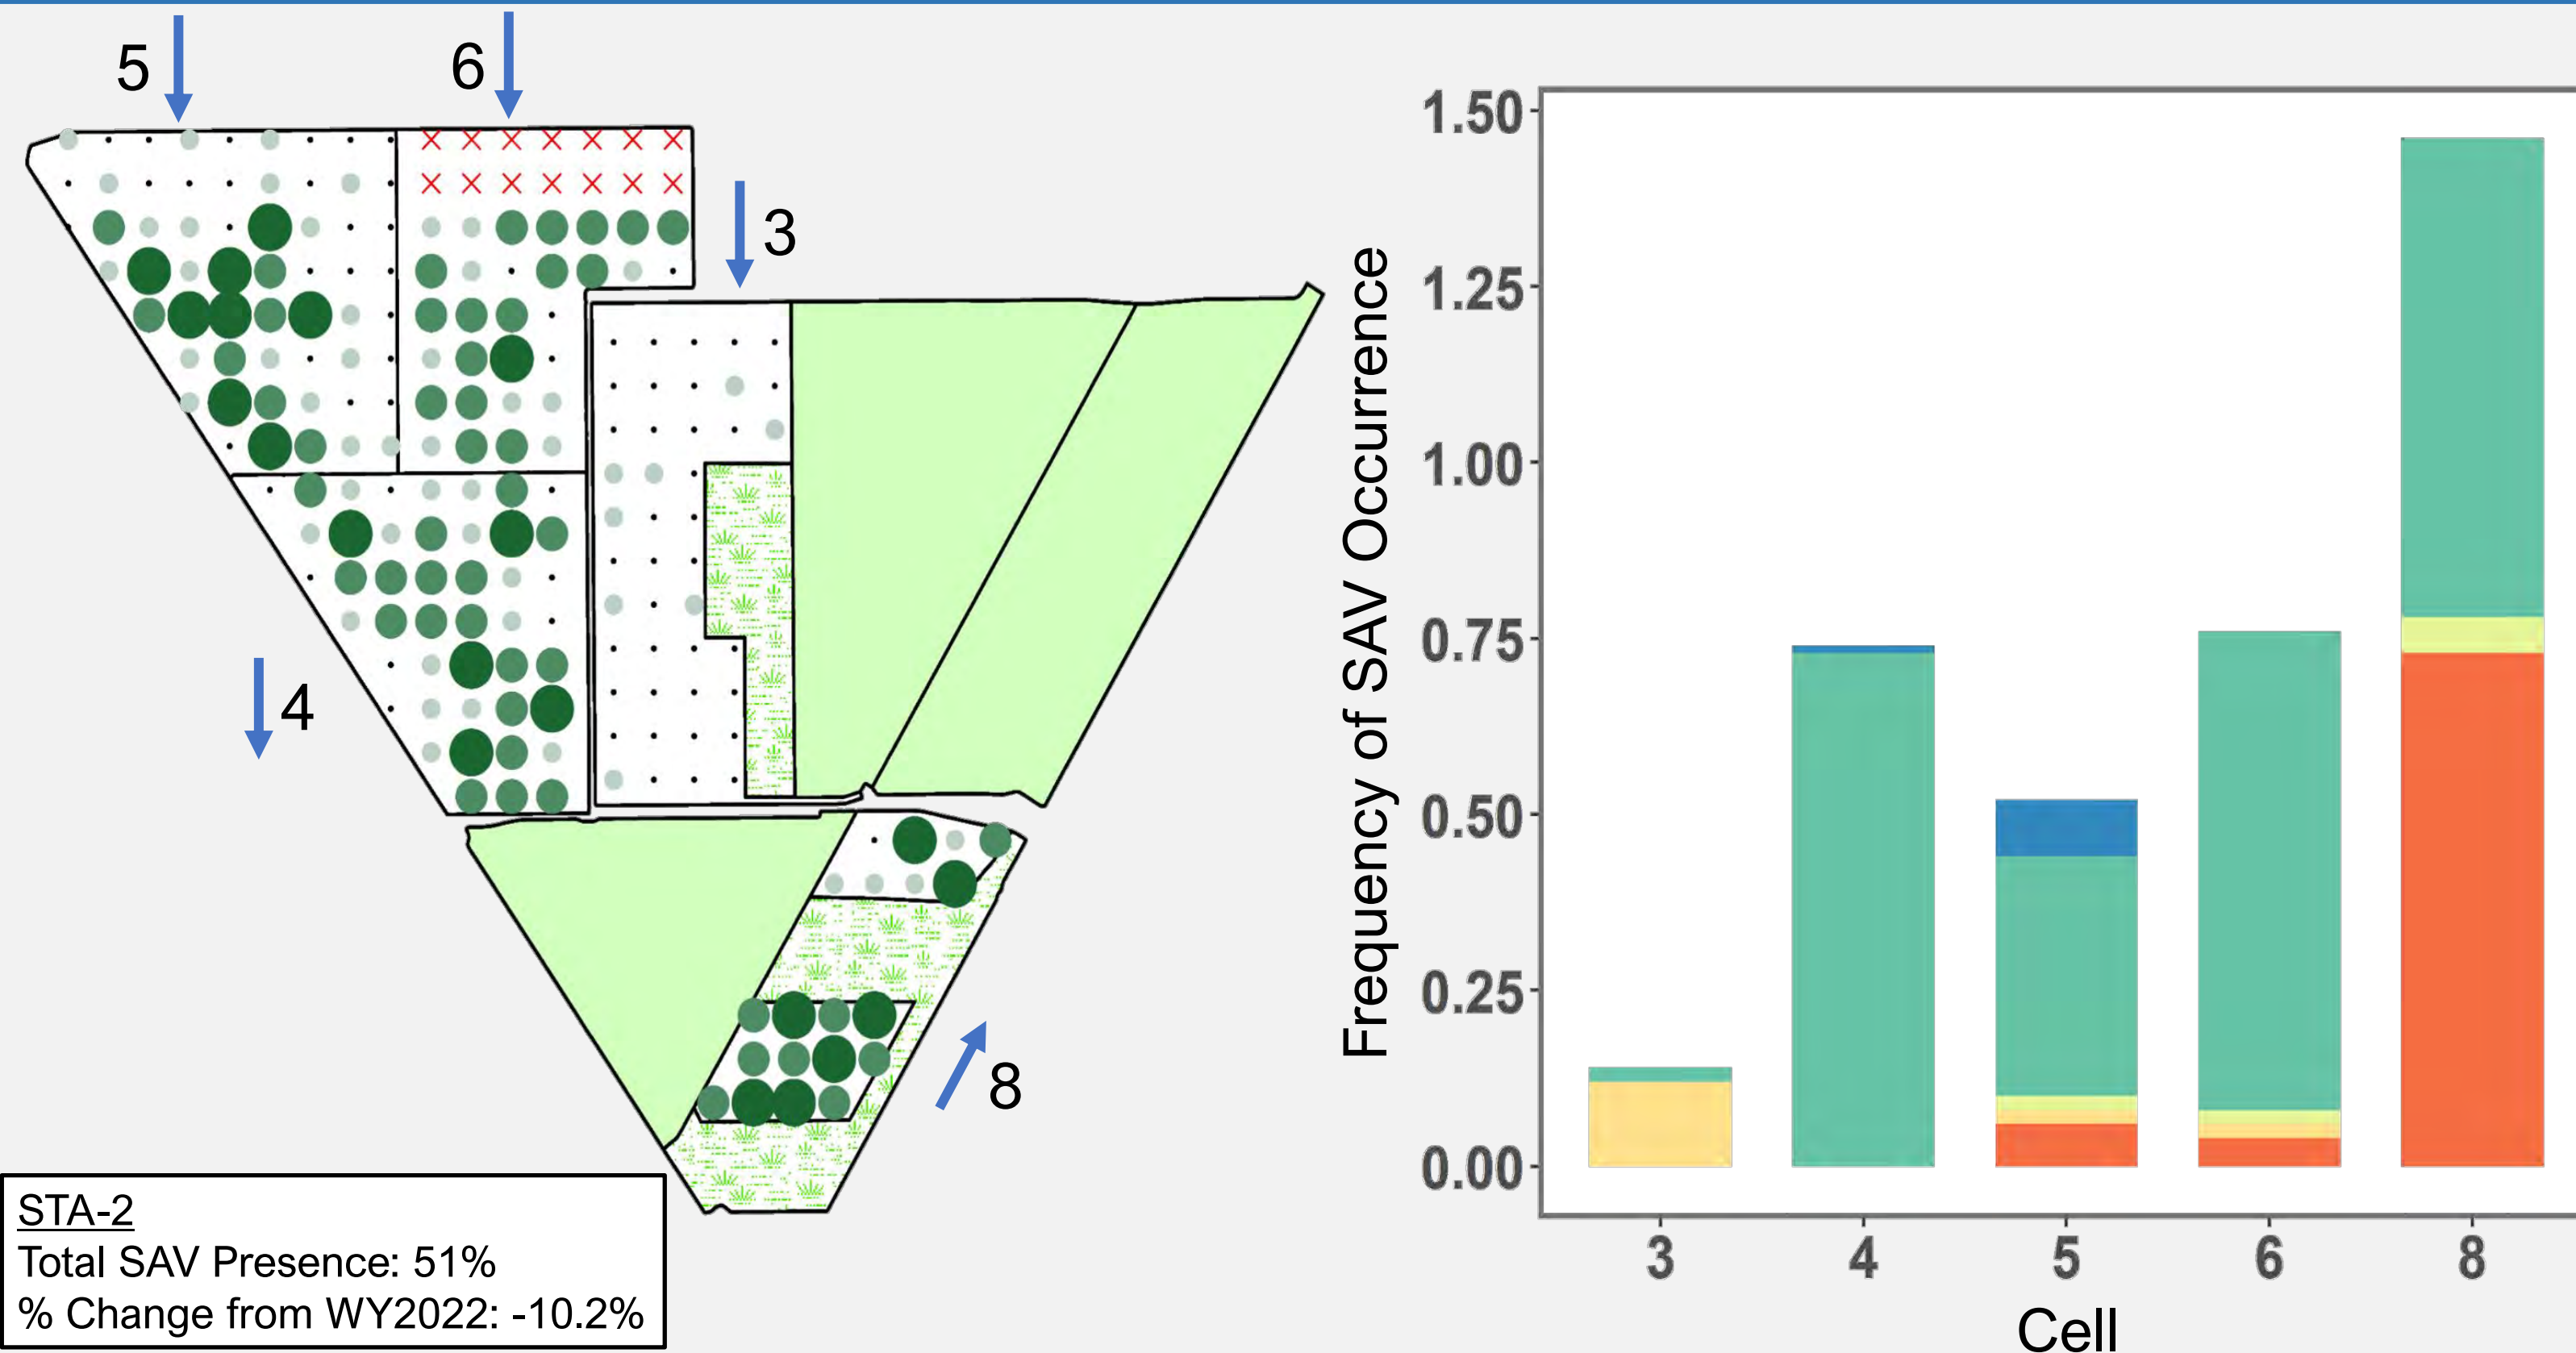 5
6
3
4
8
STA-2
Total SAV Presence: 51%
% Change from WY2022: -10.2%
Frequency of SAV Occurrence
1.50
1.25
1.00
0.75
0.50
0.25
0.00
3 4 5 6 8
Cell